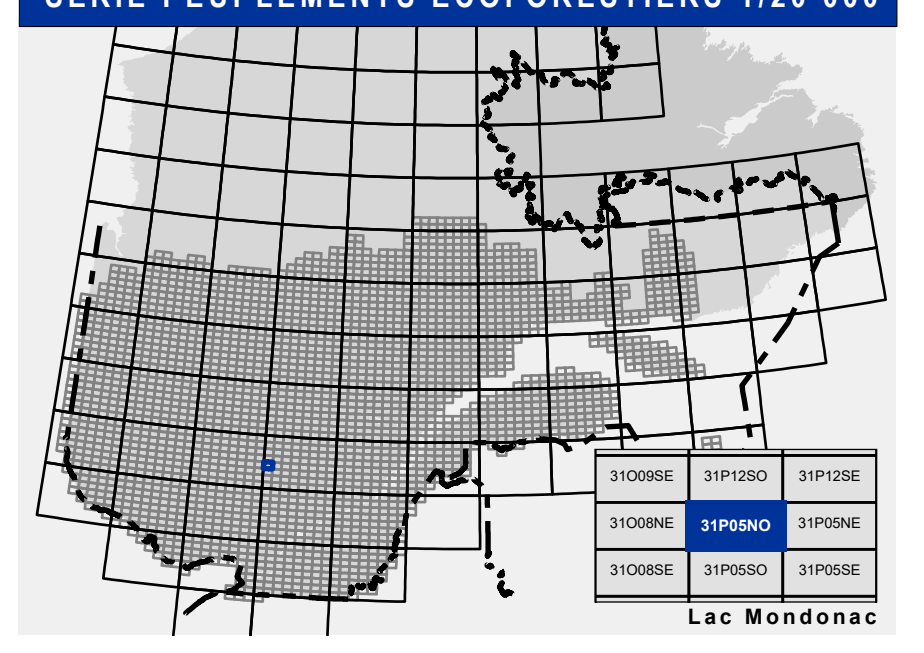 SÉRIE PEUPLEMENTS ÉCOFORESTIERS 1/20 000
31O09SE 31P12SO 31P12SE
31O08NE 31P05NO 31P05NE
31O08SE 31P05SO 31P05SE
Lac Mondonac